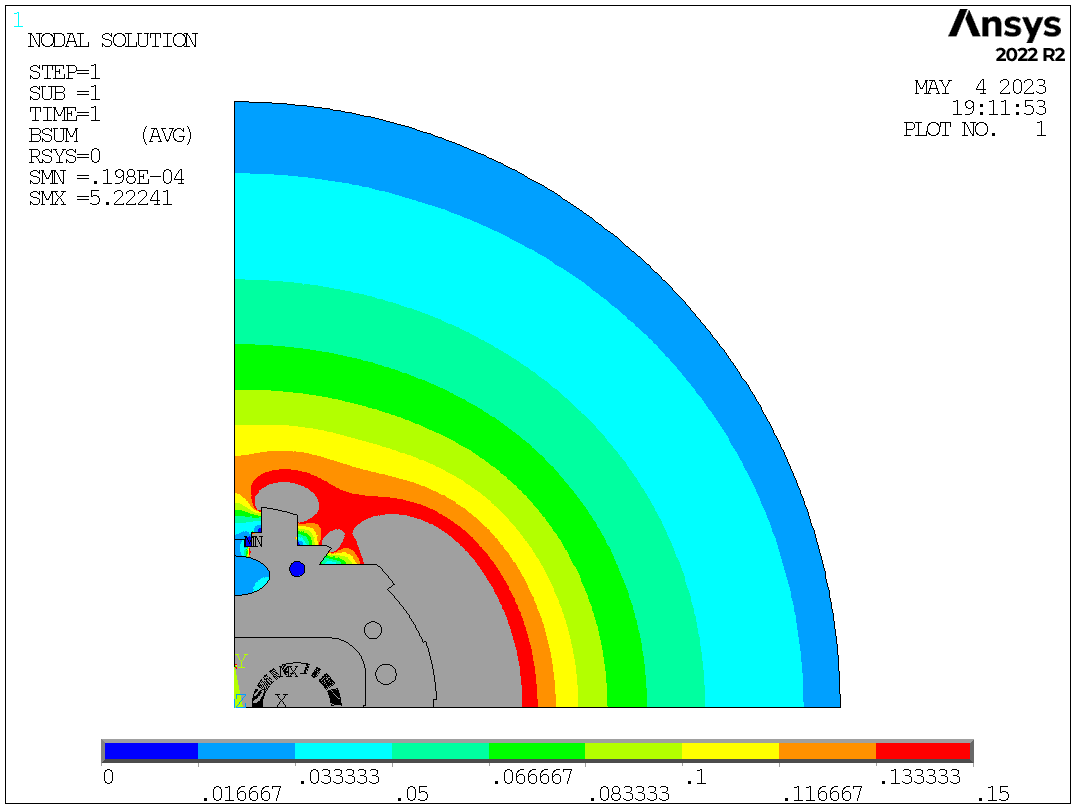 1
NODAL SOLUTION
STEP=1
SUB =1
TIME=1
BSUM (AVG)
RSYS=0
SMN =.198E-04
SMX =5.22241
Ansys
2022 R2
MAY 4 2023
19:11:53
PLOT NO. 1
MN
Y
MX
Z X
0 .033333 .066667 .1 .133333
.016667 .05 .083333 .116667 .15